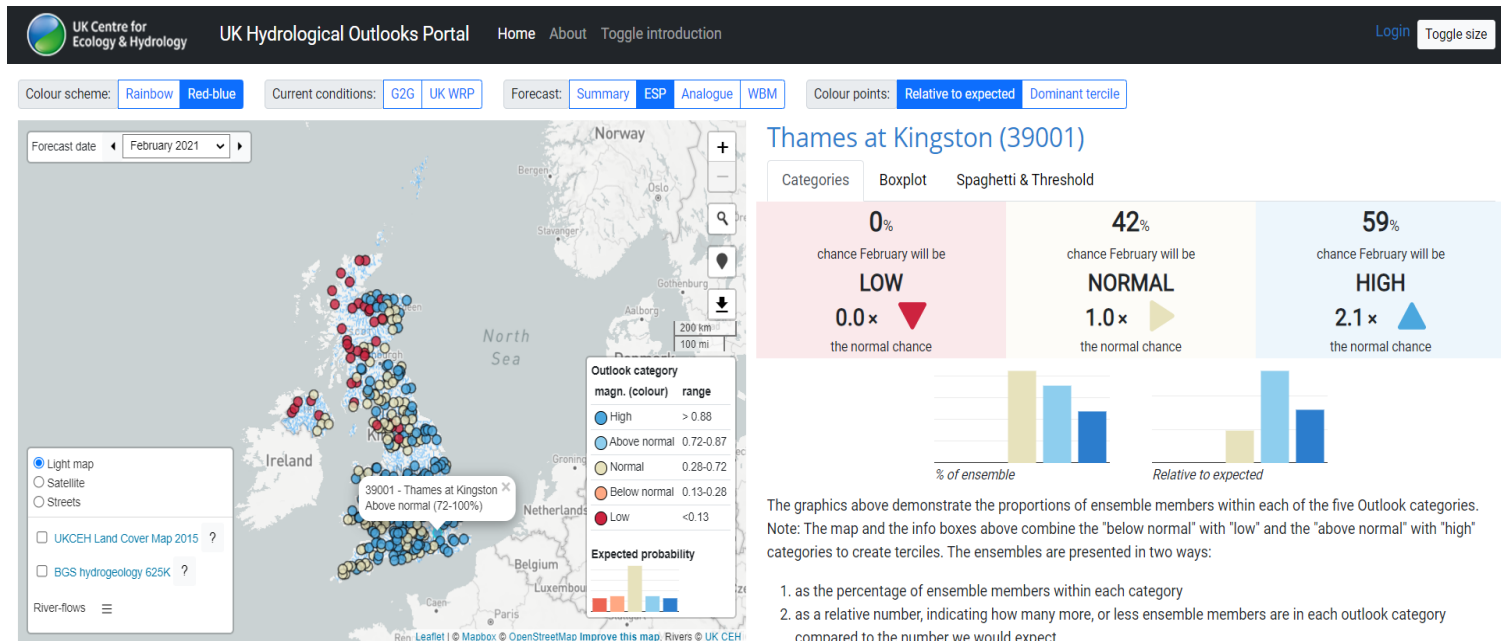 UK Centre for
Ecology & Hydrology
UK Hydrological Outlooks Portal
Home About Toggle introduction
Login Toggle size
Colour scheme: Rainbow Red-blue
Current conditions: G2G UK WRP
Forecast: Summary ESP Analogue WBM
Colour points: Relative to expected Dominant tercile
Forecast date February 2021
Norway
Bergen
Oslo
Stavanger
Gothenburg
Aalborg
North
Sea
200 km
100 mi
Ireland
Groning
Netherlands
Belgium
Luxembou
Caen
Paris
39001 - Thames at Kingston ×
Above normal (72-100%)
Outlook category
magn. (colour) range
High > 0.88
Above normal 0.72-0.87
Normal 0.28-0.72
Below normal 0.13-0.28
Low <0.13
Expected probability
Light map
Satellite
Streets
UKCEH Land Cover Map 2015 ?
BGS hydrogeology 625K ?
River-flows
Leaflet | © Mapbox © OpenStreetMap Improve this map, Rivers © UK CEH
Thames at Kingston (39001)
Categories Boxplot Spaghetti & Threshold
0%
chance February will be
LOW
0.0 ×
the normal chance
42%
chance February will be
NORMAL
1.0 ×
the normal chance
59%
chance February will be
HIGH
2.1 ×
the normal chance
% of ensemble
Relative to expected
The graphics above demonstrate the proportions of ensemble members within each of the five Outlook categories.
Note: The map and the info boxes above combine the "below normal" with "low" and the "above normal" with "high"
categories to create terciles. The ensembles are presented in two ways:
1. as the percentage of ensemble members within each category
2. as a relative number, indicating how many more, or less ensemble members are in each outlook category
compared to the number we would expect